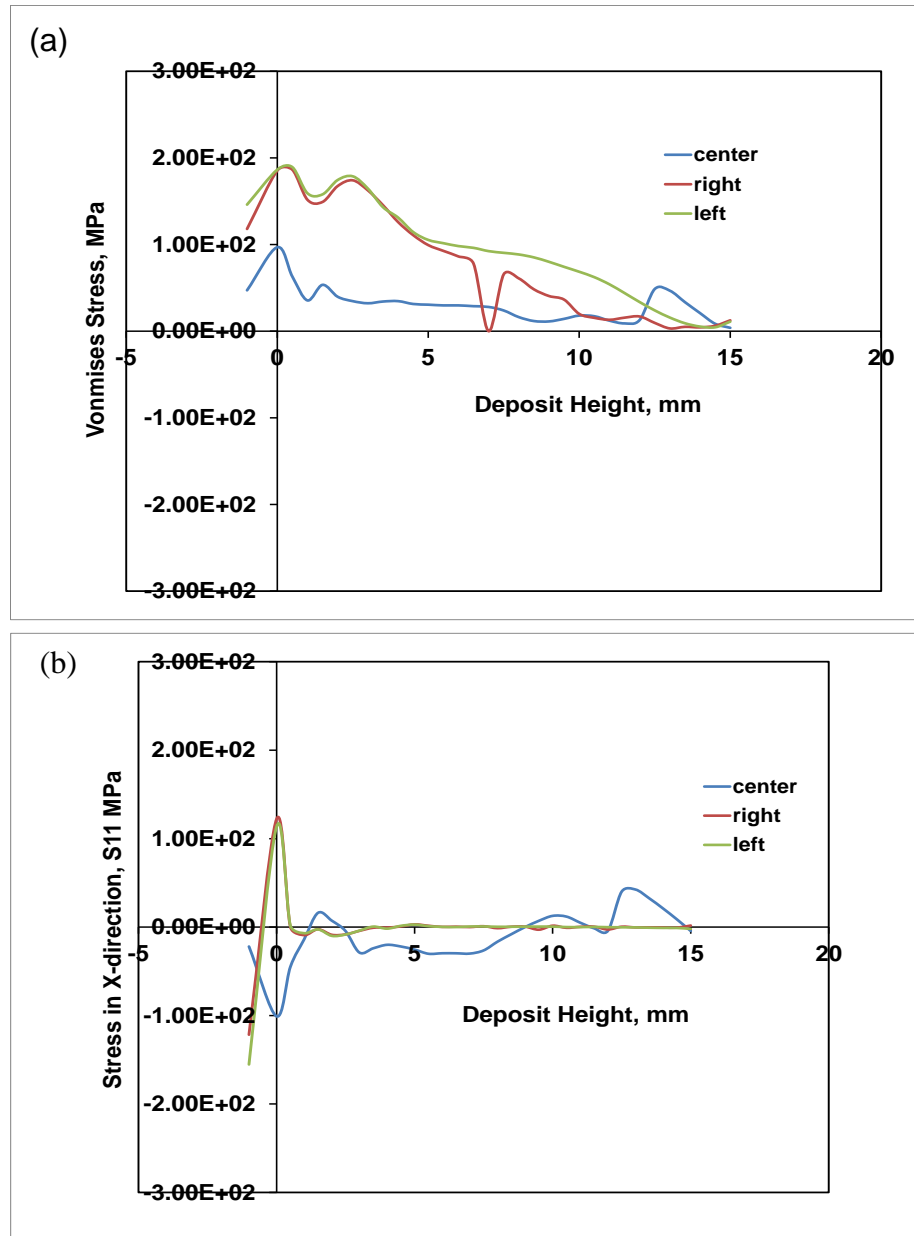 (a)
3.00E+02
2.00E+02
1.00E+02
0.00E+00
-1.00E+02
-2.00E+02
-3.00E+02
-5
0
5
10
15
20
Vonmises Stress, MPa
Deposit Height, mm
center
right
left
(b)
3.00E+02
2.00E+02
1.00E+02
0.00E+00
-1.00E+02
-2.00E+02
-3.00E+02
-5
0
5
10
15
20
Stress in X-direction, S11 MPa
Deposit Height, mm
center
right
left